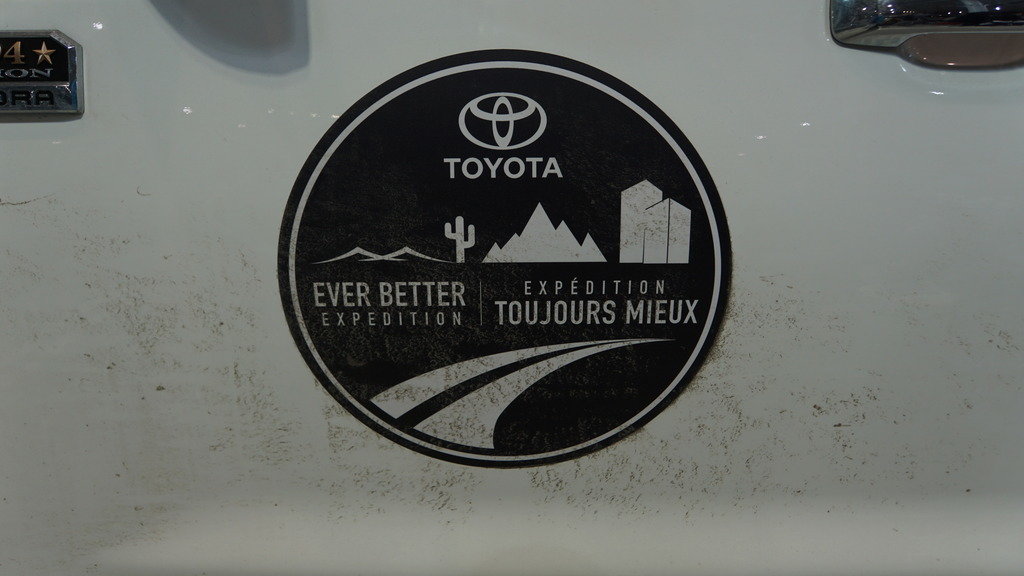 TOYOTA
EVER BETTER
EXPEDITION
EXPÉDITION
TOUJOURS MIEUX